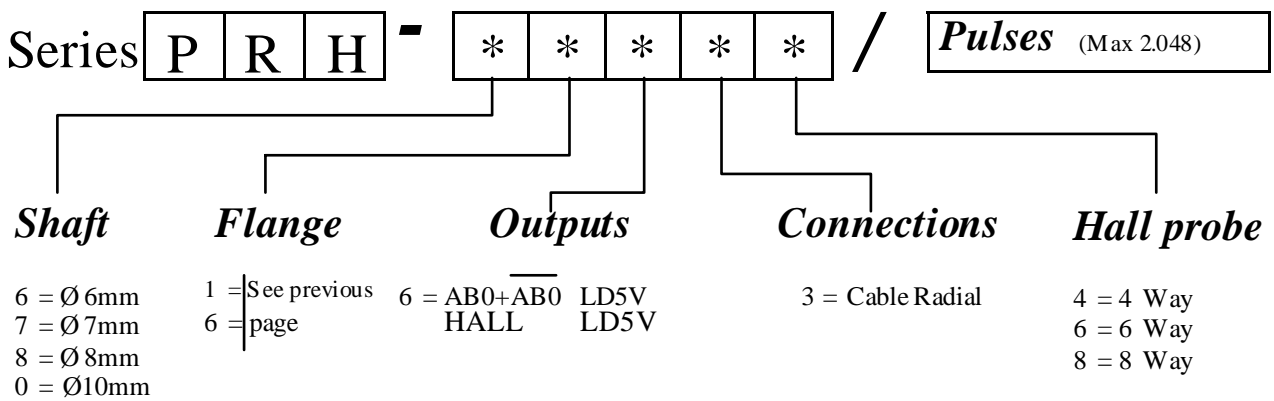 Series P R H - * * * * * / Pulses (Max 2.048)
Shaft Flange Outputs Connections Hall probe
6 = Ø 6mm
7 = Ø 7mm
8 = Ø 8mm
0 = Ø10mm
1 = See previous
6 = page
6 = AB0+A̅B̅0̅ LD5V
HALL LD5V
3 = Cable Radial
4 = 4 Way
6 = 6 Way
8 = 8 Way